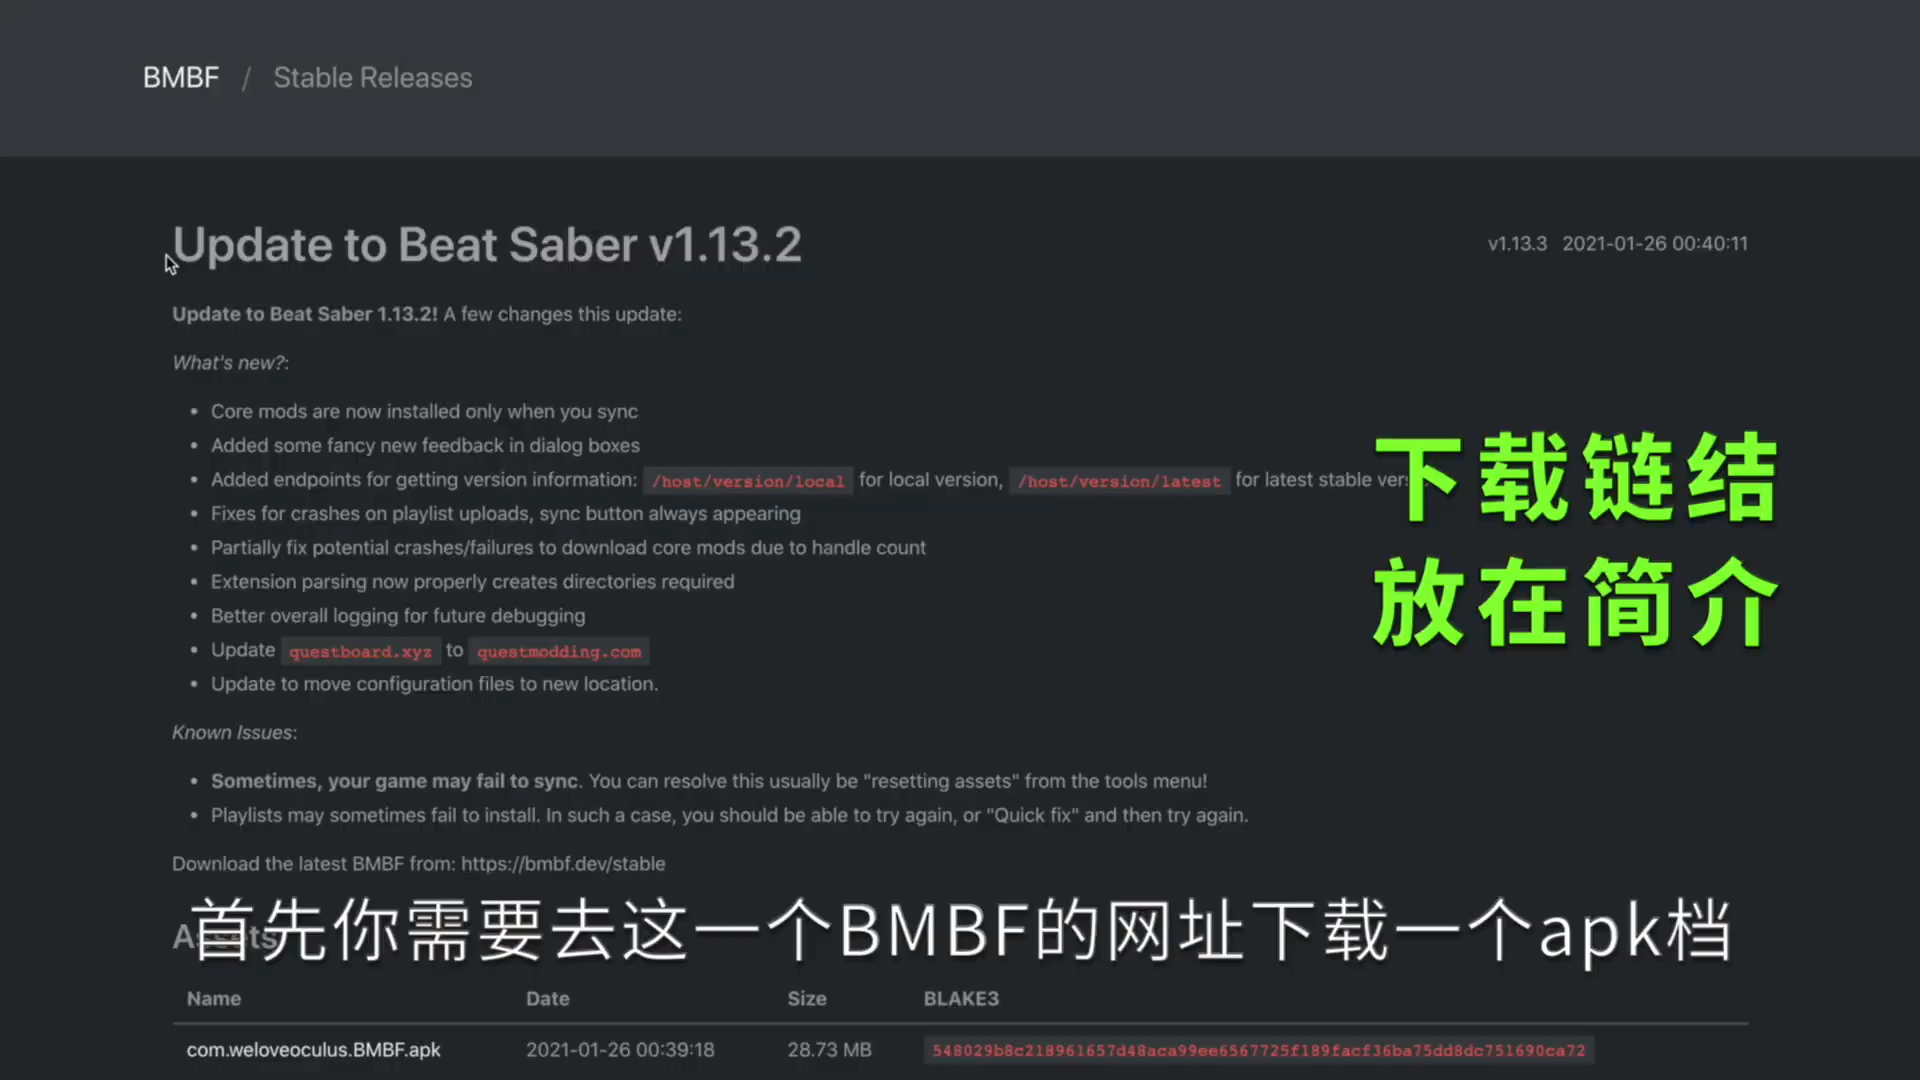 BMBF / Stable Releases
Update to Beat Saber v1.13.2
v1.13.3 2021-01-26 00:40:11
Update to Beat Saber 1.13.2! A few changes this update:
What's new?:
• Core mods are now installed only when you sync
• Added some fancy new feedback in dialog boxes
• Added endpoints for getting version information: /host/version/local for local version, /host/version/latest for latest stable
• Fixes for crashes on playlist uploads, sync button always appearing
• Partially fix potential crashes/failures to download core mods due to handle count
• Extension parsing now properly creates directories required
• Better overall logging for future debugging
• Update questboard.xyz to questmodding.com
• Update to move configuration files to new location.
下载链结
放在简介
Known Issues:
• Sometimes, your game may fail to sync. You can resolve this usually be "resetting assets" from the tools menu!
• Playlists may sometimes fail to install. In such a case, you should be able to try again, or "Quick fix" and then try again.
Download the latest BMBF from: https://bmbf.dev/stable
Assets
首先你需要去这一个BMBF的网址下载一个apk档
Name Date Size BLAKE3
com.weloveoculus.BMBF.apk 2021-01-26 00:39:18 28.73 MB 548029b8c218961657d48aca99ee6567725f189facf36ba75dd8dc751690ca72